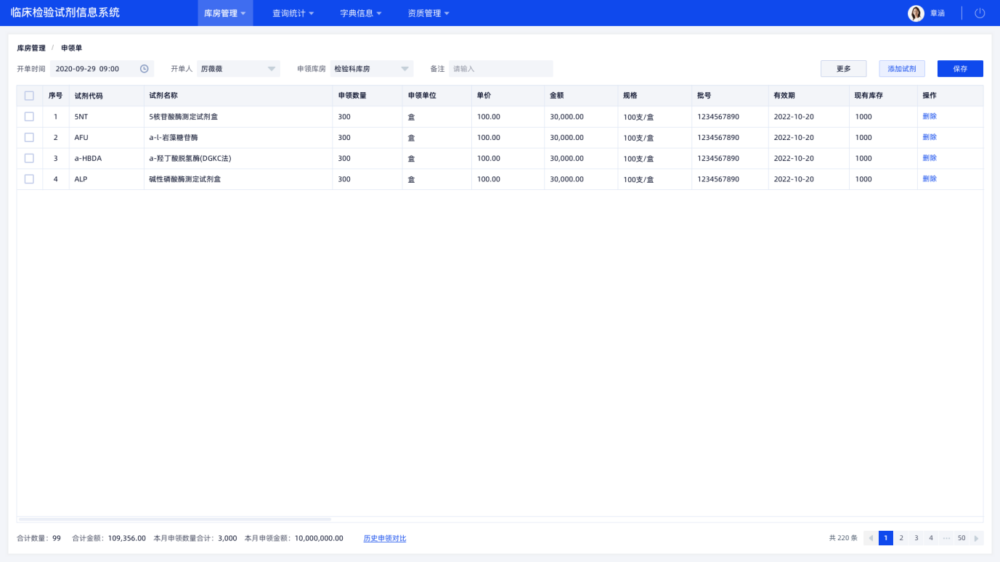 临床检验试剂信息系统 库房管理 查询统计 字典信息 资质管理 章涵
库房管理 / 申领单
开单时间 2020-09-29 09:00 开单人 厉薇薇 申领库房 检验科库房 备注 请输入 更多 添加试剂 保存
序号 试剂代码 试剂名称 申领数量 申领单位 单价 金额 规格 批号 有效期 现有库存 操作
1 5NT 5核苷酸酶测定试剂盒 300 盒 100.00 30,000.00 100支/盒 1234567890 2022-10-20 1000 删除
2 AFU a-l-岩藻糖苷酶 300 盒 100.00 30,000.00 100支/盒 1234567890 2022-10-20 1000 删除
3 a-HBDA a-羟丁酸脱氢酶(DGKC法) 300 盒 100.00 30,000.00 100支/盒 1234567890 2022-10-20 1000 删除
4 ALP 碱性磷酸酶测定试剂盒 300 盒 100.00 30,000.00 100支/盒 1234567890 2022-10-20 1000 删除
合计数量: 99 合计金额: 109,356.00 本月申领数量合计: 3,000 本月申领金额: 10,000,000.00 历史申领对比 共 220 条 1 2 3 4 ··· 50